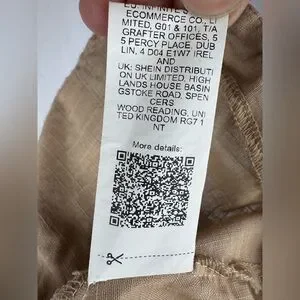 EU: INFINITE S
ECOMMERCE CO., LI
MITED, G01 & 101, T/A
GRAFTER OFFICES, 5
5 PERCY PLACE, DUB
LIN, 4 D04 E1W7 IREL
AND
UK: SHEIN DISTRIBUTI
ON UK LIMITED, HIGH
LANDS HOUSE BASIN
GSTOKE ROAD, SPEN
CERS
WOOD READING, UNI
TED KINGDOM RG7 1
NT
More details: